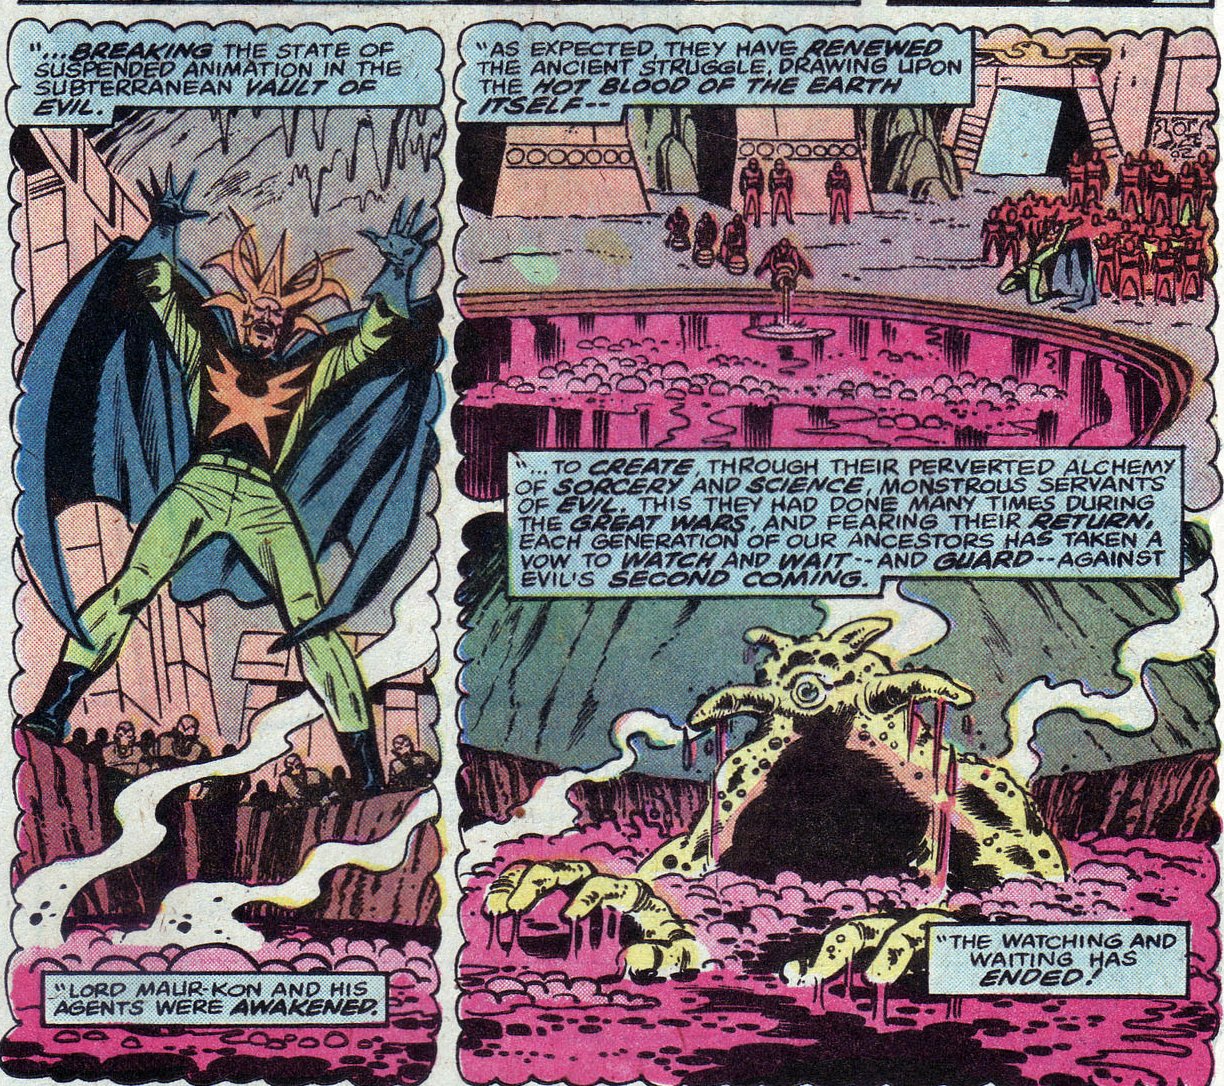 "...BREAKING THE STATE OF
SUSPENDED ANIMATION IN THE
SUBTERRANEAN VAULT OF
EVIL.
"LORD MAUR-KON AND HIS
AGENTS WERE AWAKENED.
"AS EXPECTED, THEY HAVE RENEWED
THE ANCIENT STRUGGLE, DRAWING UPON
THE HOT BLOOD OF THE EARTH
ITSELF--
"...TO CREATE, THROUGH THEIR PERVERTED ALCHEMY
OF SORCERY AND SCIENCE, MONSTROUS SERVANTS
OF EVIL. THIS THEY HAD DONE MANY TIMES DURING
THE GREAT WARS, AND FEARING THEIR RETURN,
EACH GENERATION OF OUR ANCESTORS HAS TAKEN A
VOW TO WATCH AND WAIT--AND GUARD--AGAINST
EVIL'S SECOND COMING.
"THE WATCHING AND
WAITING HAS
ENDED!